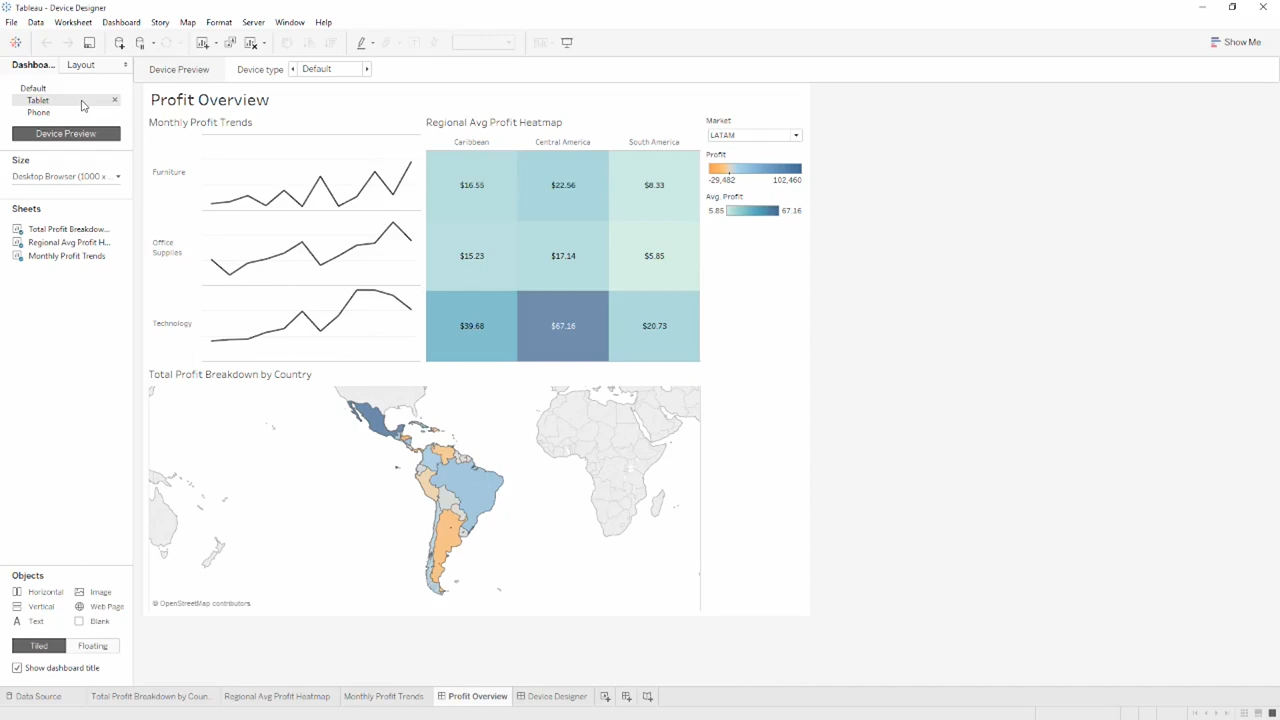 Tableau - Device Designer
File Data Worksheet Dashboard Story Map Format Server Window Help
Show Me
Dashboa... Layout
Device Preview Device type Default
Default
Tablet
Phone
Device Preview
Size
Desktop Browser (1000 x ...
Sheets
Total Profit Breakdow...
Regional Avg Profit H...
Monthly Profit Trends
Profit Overview
Monthly Profit Trends
Furniture
Office
Supplies
Technology
Regional Avg Profit Heatmap
Caribbean Central America South America
$16.55 $22.56 $8.33
$15.23 $17.14 $5.85
$39.68 $67.16 $20.73
Market
LATAM
Profit
-29,482 102,460
Avg. Profit
5.85 67.16
Total Profit Breakdown by Country
© OpenStreetMap contributors
Objects
Horizontal Image
Vertical Web Page
Text Blank
Tiled Floating
Show dashboard title
Data Source Total Profit Breakdown by Coun... Regional Avg Profit Heatmap Monthly Profit Trends Profit Overview Device Designer